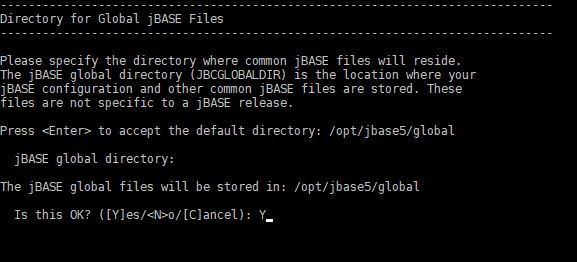 -------------------------------------------------------------------------------
Directory for Global jBASE Files
-------------------------------------------------------------------------------
Please specify the directory where common jBASE files will reside.
The jBASE global directory (JBCGLOBALDIR) is the location where your
jBASE configuration and other common jBASE files are stored. These
files are not specific to a jBASE release.
Press <Enter> to accept the default directory: /opt/jbase5/global
jBASE global directory:
The jBASE global files will be stored in: /opt/jbase5/global
Is this OK? ([Y]es/<N>o/[C]ancel): Y